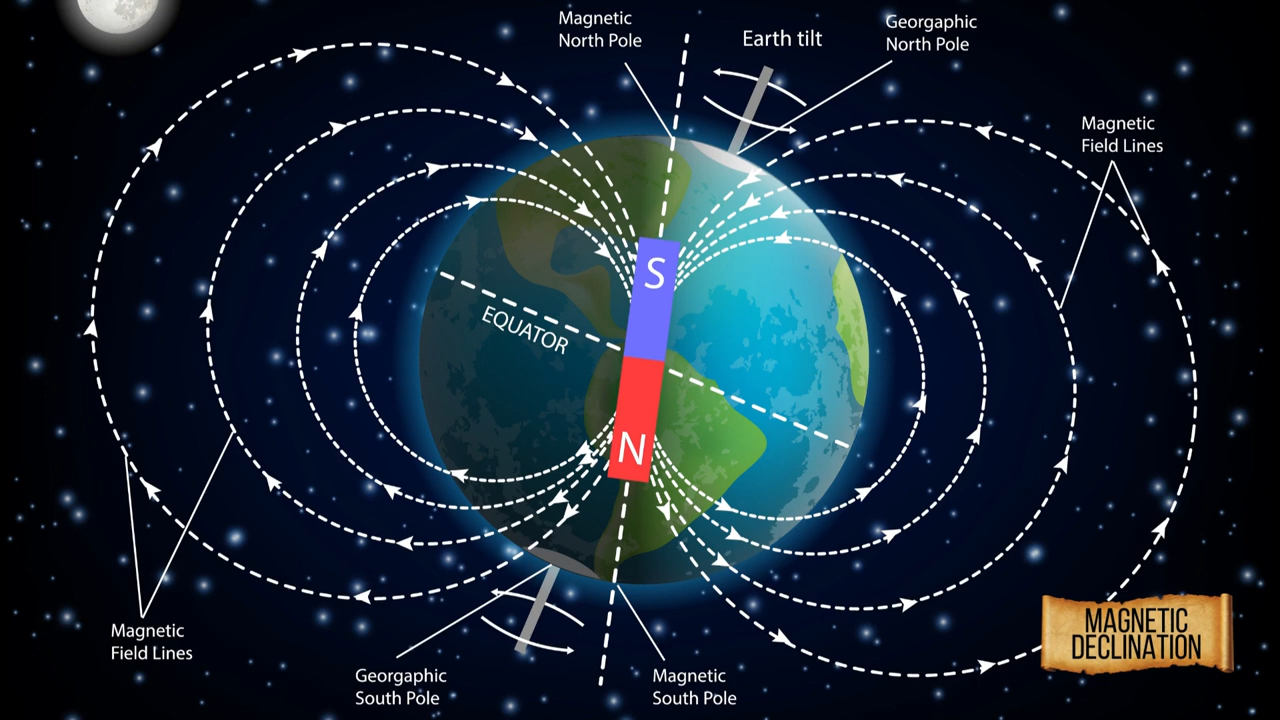 Magnetic
North Pole
Earth tilt
Georgaphic
North Pole
Magnetic
Field Lines
S
EQUATOR
N
Magnetic
Field Lines
Georgaphic
South Pole
Magnetic
South Pole
MAGNETIC
DECLINATION